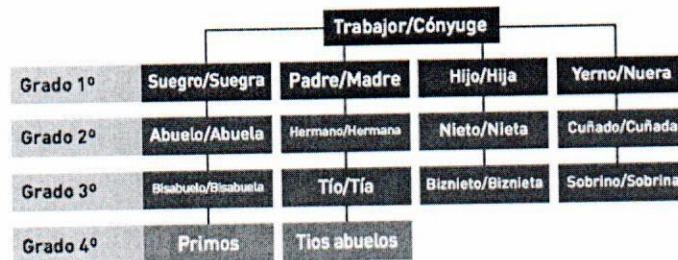 Trabajor/Cónyuge
Grado 1º Suegro/Suegra Padre/Madre Hijo/Hija Yerno/Nuera
Grado 2º Abuelo/Abuela Hermano/Hermana Nieto/Nieta Cuñado/Cuñada
Grado 3º Bisabuelo/Bisabuela Tío/Tía Biznieto/Biznieta Sobrino/Sobrina
Grado 4º Primos Tios abuelos